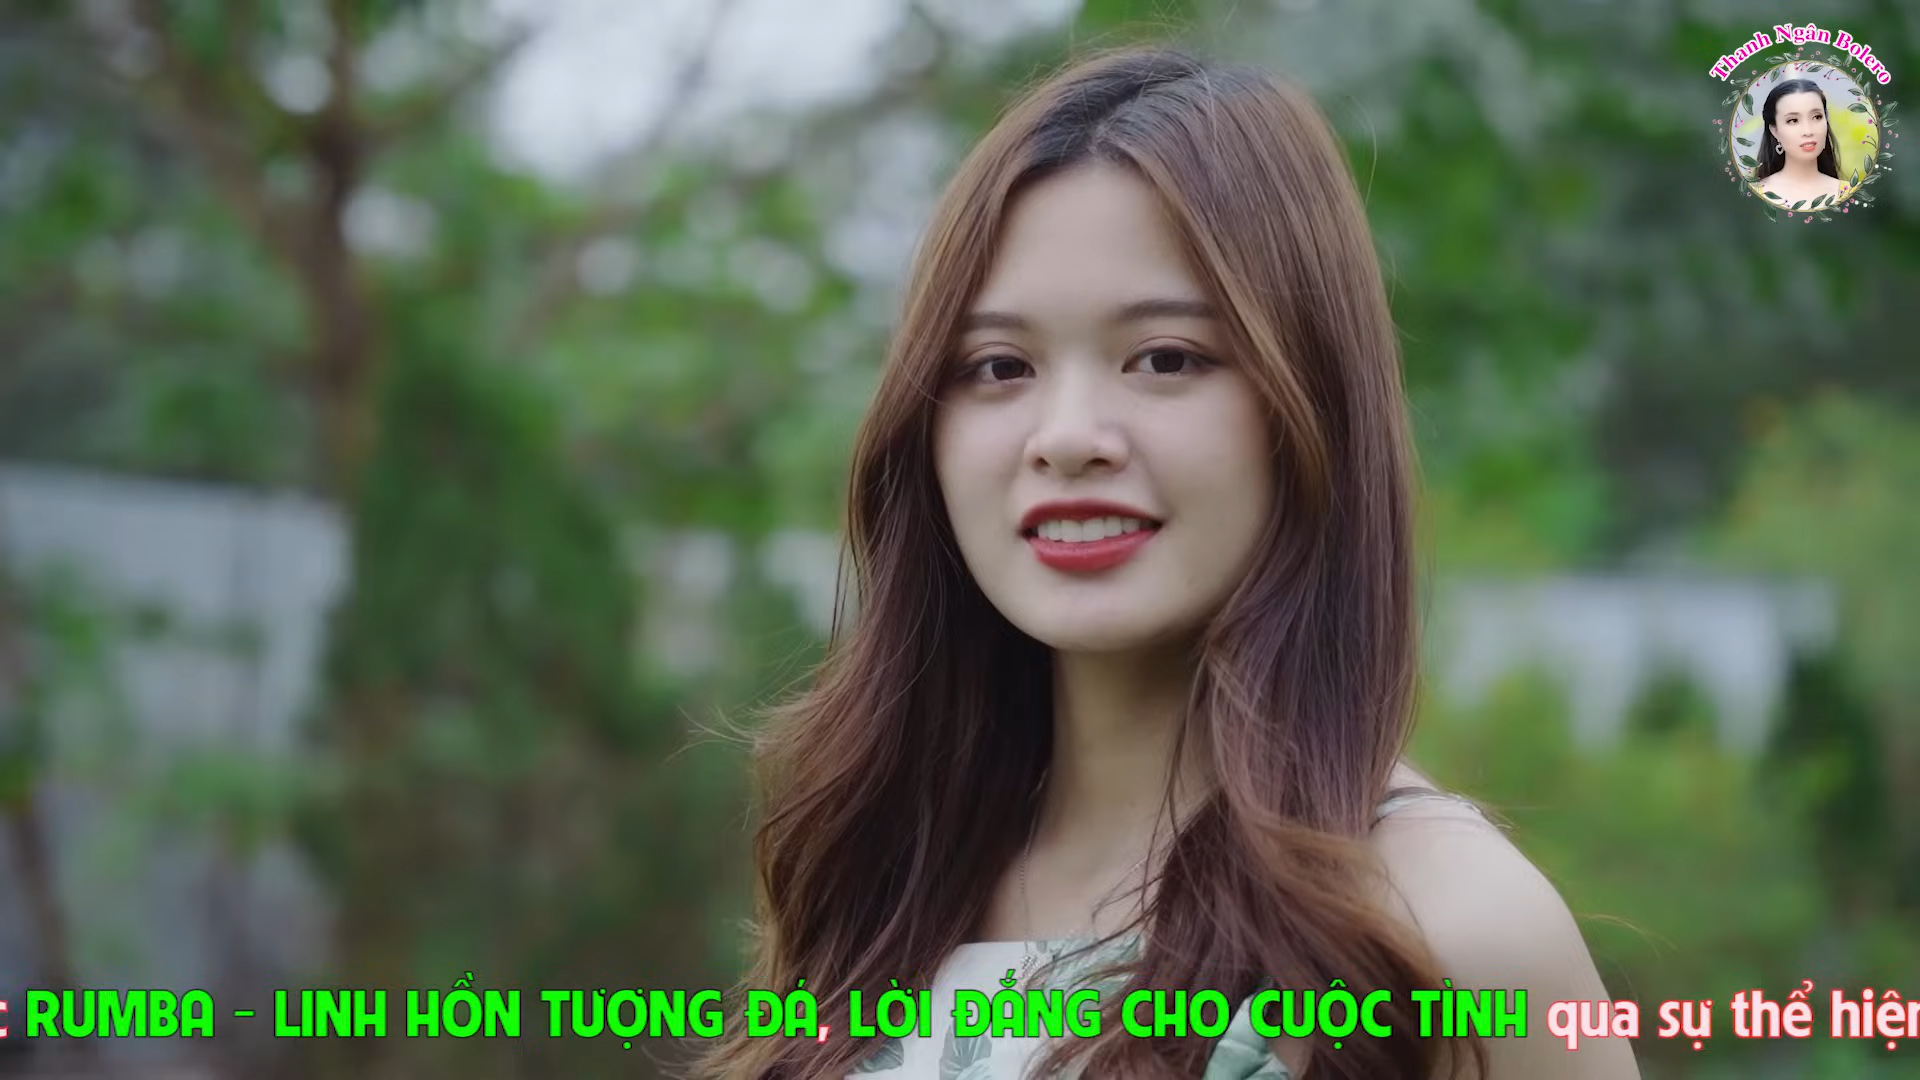 Thanh Ngân Bolero
RUMBA - LINH HỒN TƯỢNG ĐÁ, LỜI ĐẮNG CHO CUỘC TÌNH qua sự thể hiện